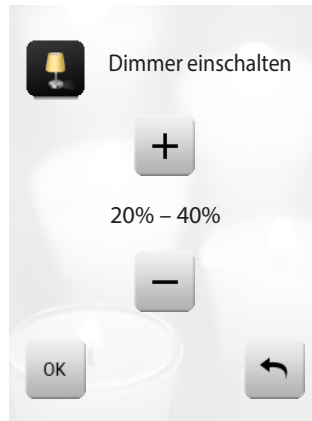 Dimmer einschalten
+
20% – 40%
−
OK